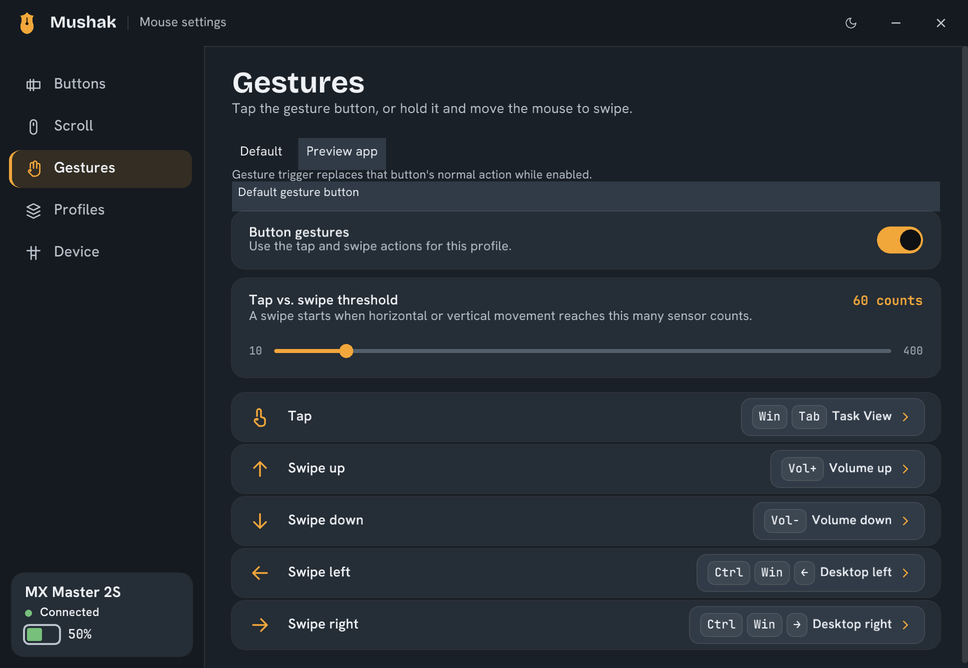 Mushak | Mouse settings
Buttons
Scroll
Gestures
Profiles
Device
MX Master 2S
Connected
50%
Gestures
Tap the gesture button, or hold it and move the mouse to swipe.
Default Preview app
Gesture trigger replaces that button's normal action while enabled.
Default gesture button
Button gestures
Use the tap and swipe actions for this profile.
Tap vs. swipe threshold 60 counts
A swipe starts when horizontal or vertical movement reaches this many sensor counts.
10 400
Tap Win Tab Task View
Swipe up Vol+ Volume up
Swipe down Vol- Volume down
Swipe left Ctrl Win ← Desktop left
Swipe right Ctrl Win → Desktop right